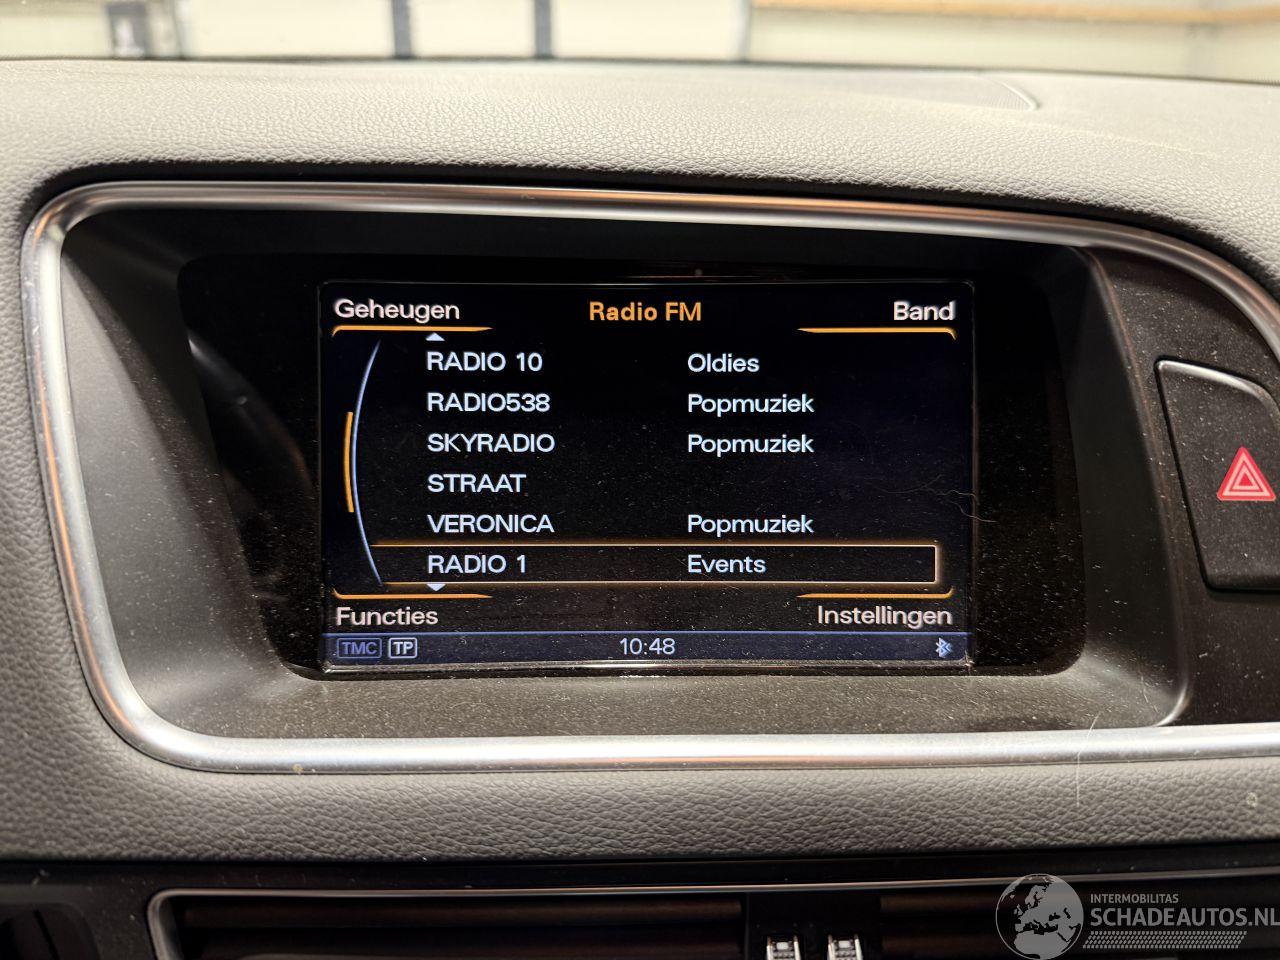 Geheugen Radio FM Band
RADIO 10 Oldies
RADIO538 Popmuziek
SKYRADIO Popmuziek
STRAAT
VERONICA Popmuziek
RADIO 1 Events
Functies Instellingen
TMC TP 10:48
INTERMOBILITAS
SCHADEAUTOS.NL